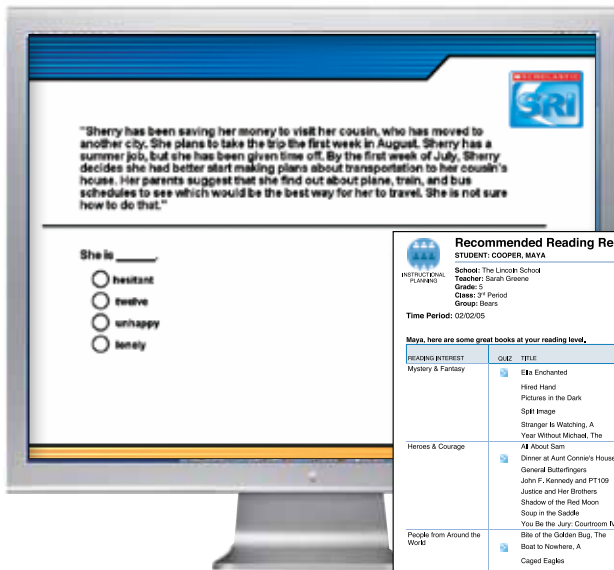 SCHOLASTIC
SRI
"Sherry has been saving her money to visit her cousin, who has moved to
another city. She plans to take the trip the first week in August. Sherry has a
summer job, but she has been given time off. By the first week of July, Sherry
decides she had better start making plans about transportation to her cousin's
house. Her parents suggest that she find out about plane, train, and bus
schedules to see which would be the best way for her to travel. She is not sure
how to do that."
She is _____.
hesitant
twelve
unhappy
lonely
INSTRUCTIONAL
PLANNING
Recommended Reading Re
STUDENT: COOPER, MAYA
School: The Lincoln School
Teacher: Sarah Greene
Grade: 5
Class: 3rd Period
Group: Bears
Time Period: 02/02/05
Maya, here are some great books at your reading level.
READING INTEREST QUIZ TITLE
Mystery & Fantasy Ella Enchanted
Hired Hand
Pictures in the Dark
Split Image
Stranger Is Watching, A
Year Without Michael, The
Heroes & Courage All About Sam
Dinner at Aunt Connie's House
General Butterfingers
John F. Kennedy and PT109
Justice and Her Brothers
Shadow of the Red Moon
Soup in the Saddle
You Be the Jury: Courtroom
People from Around the Bite of the Golden Bug, The
World Boat to Nowhere, A
Caged Eagles